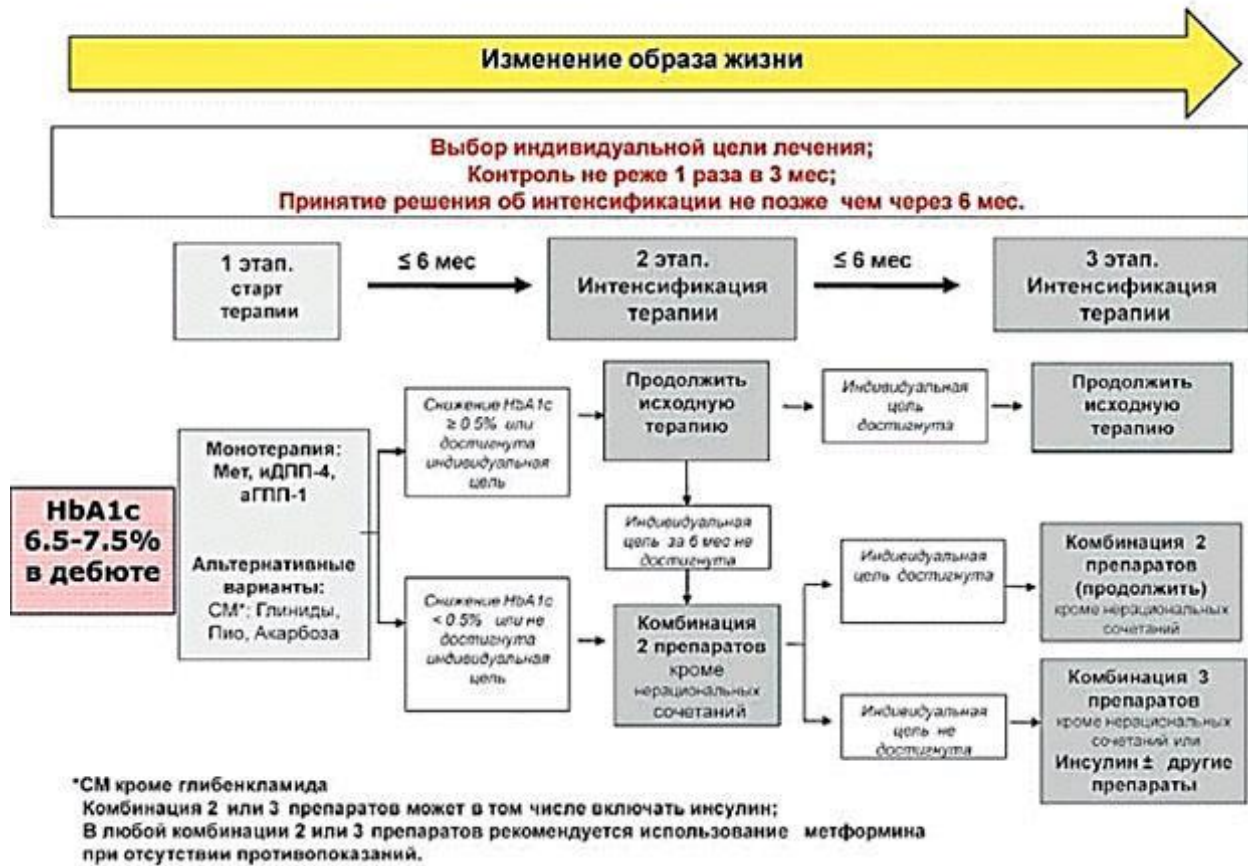 Изменение образа жизни
Выбор индивидуальной цели лечения;
Контроль не реже 1 раза в 3 мес;
Принятие решения об интенсификации не позже чем через 6 мес.
1 этап.
старт
терапии
≤ 6 мес
2 этап.
Интенсификация
терапии
≤ 6 мес
3 этап.
Интенсификация
терапии
HbA1c
6.5-7.5%
в дебюте
Монотерапия:
Мет, иДПП-4,
аГПП-1
Альтернативные
варианты:
СМ*; Глиниды,
Пио, Акарбоза
Снижение HbA1c
≥ 0.5% или
достигнута
индивидуальная
цель
Продолжить
исходную
терапию
Индивидуальная
цель
достигнута
Продолжить
исходную
терапию
Индивидуальная
цель за 6 мес не
достигнута
Снижение HbA1c
< 0.5% или не
достигнута
индивидуальная
цель
Комбинация
2 препаратов
кроме
нерациональных
сочетаний
Индивидуальная
цель достигнута
Комбинация 2
препаратов
(продолжить)
кроме нерациональных
сочетаний
Индивидуальная
цель не
достигнута
Комбинация 3
препаратов
кроме нерациональных
сочетаний или
Инсулин ± другие
препараты
*СМ кроме глибенкламида
Комбинация 2 или 3 препаратов может в том числе включать инсулин;
В любой комбинации 2 или 3 препаратов рекомендуется использование метформина
при отсутствии противопоказаний.